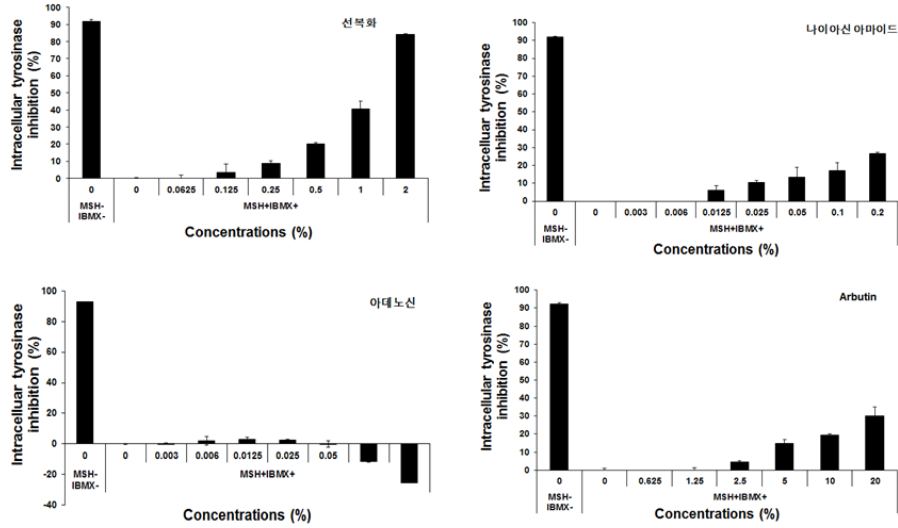 선복화
Intracellular tyrosinase
inhibition (%)
100
90
80
70
60
50
40
30
20
10
0
0 0 0.0625 0.125 0.25 0.5 1 2
MSH-
IBMX-
MSH+IBMX+
Concentrations (%)
나이아신 아마이드
Intracelluar tyrosinase
inhibition (%)
100
90
80
70
60
50
40
30
20
10
0
0 0 0.003 0.006 0.0125 0.025 0.05 0.1 0.2
MSH-
IBMX-
MSH+IBMX+
Concentrations (%)
아데노신
Intracelluar tyrosinase
inhibition (%)
100
80
60
40
20
0
-20
-40
0 0 0.003 0.006 0.0125 0.025 0.05
MSH-
IBMX-
MSH+IBMX+
Concentrations (%)
Arbutin
Intracellular tyrosinase
inhibition (%)
100
90
80
70
60
50
40
30
20
10
0
0 0 0.625 1.25 2.5 5 10 20
MSH-
IBMX-
MSH+IBMX+
Concentrations (%)